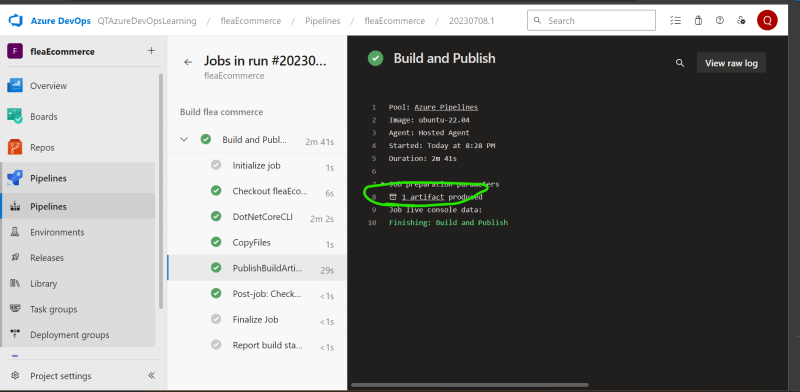 Azure DevOps QTAzureDevOpsLearning / fleaEcommerce / Pipelines / fleaEcommerce / 20230708.1
Search
Q
F fleaEcommerce +
Overview
Boards
Repos
Pipelines
Pipelines
Environments
Releases
Library
Task groups
Deployment groups
Project settings
Jobs in run #20230...
fleaEcommerce
Build flea commerce
Build and Publ... 2m 41s
Initialize job 1s
Checkout fleaEco... 6s
DotNetCoreCLI 2m 2s
CopyFiles 1s
PublishBuildArti... 29s
Post-job: Check... <1s
Finalize Job <1s
Report build sta... <1s
Build and Publish
View raw log
1 Pool: Azure Pipelines
2 Image: ubuntu-22.04
3 Agent: Hosted Agent
4 Started: Today at 8:28 PM
5 Duration: 2m 41s
6
7 Job preparation parameters
8 1 artifact produced
9 Job live console data:
10 Finishing: Build and Publish